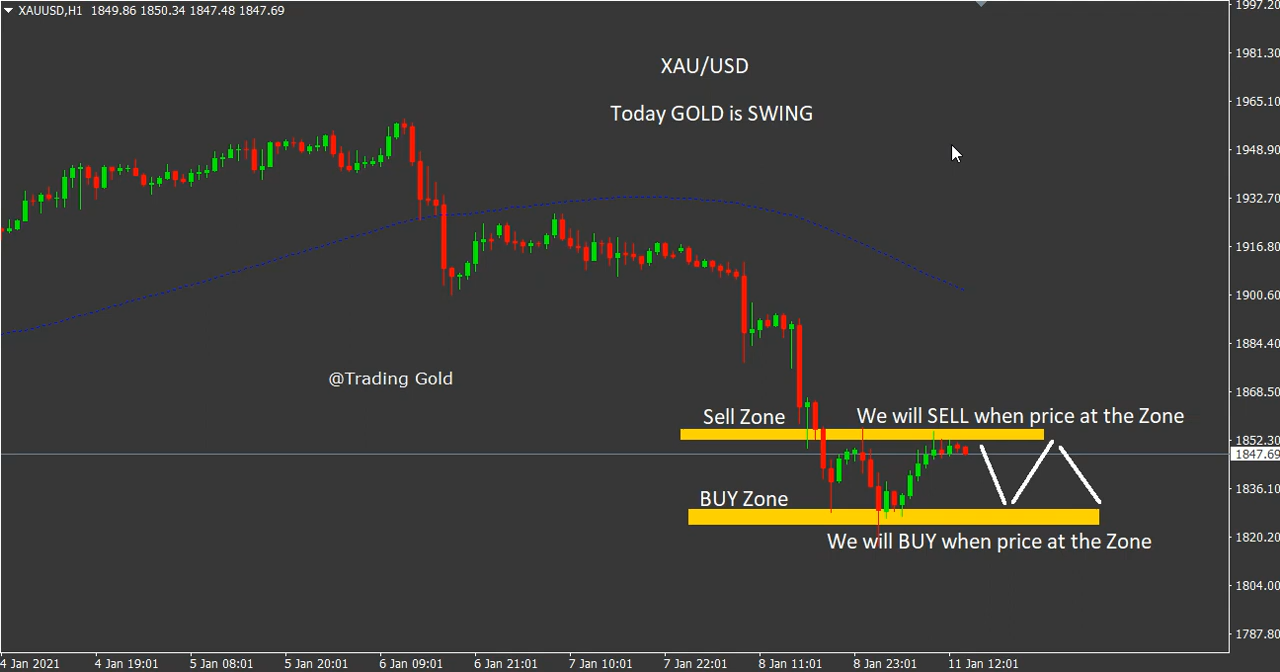 XAUUSD,H1 1849.86 1850.34 1847.48 1847.69
1997.20
XAU/USD
1981.30
Today GOLD is SWING
1965.10
1948.90
1932.70
1916.80
1900.60
1884.40
@Trading Gold
1868.50
Sell Zone
We will SELL when price at the Zone
1852.30
1847.69
BUY Zone
1836.10
We will BUY when price at the Zone
1820.20
1804.00
1787.80
4 Jan 2021 4 Jan 19:01 5 Jan 08:01 5 Jan 20:01 6 Jan 09:01 6 Jan 21:01 7 Jan 10:01 7 Jan 22:01 8 Jan 11:01 8 Jan 23:01 11 Jan 12:01